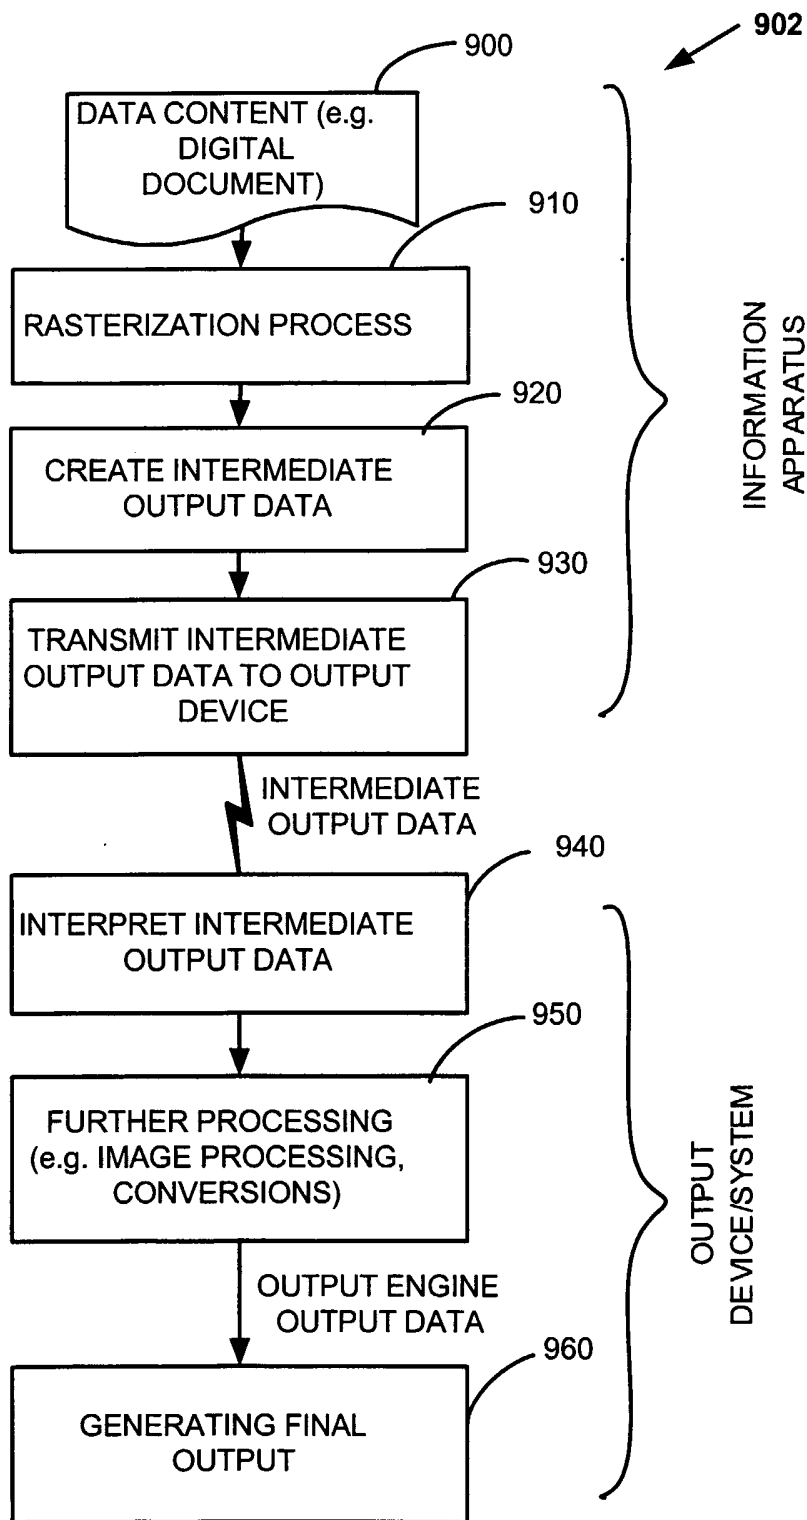 902
900
DATA CONTENT (e.g.
DIGITAL
DOCUMENT)
910
RASTERIZATION PROCESS
920
CREATE INTERMEDIATE
OUTPUT DATA
930
TRANSMIT INTERMEDIATE
OUTPUT DATA TO OUTPUT
DEVICE
INFORMATION
APPARATUS
INTERMEDIATE
OUTPUT DATA
940
INTERPRET INTERMEDIATE
OUTPUT DATA
950
FURTHER PROCESSING
(e.g. IMAGE PROCESSING,
CONVERSIONS)
OUTPUT
DEVICE/SYSTEM
OUTPUT ENGINE
OUTPUT DATA
960
GENERATING FINAL
OUTPUT